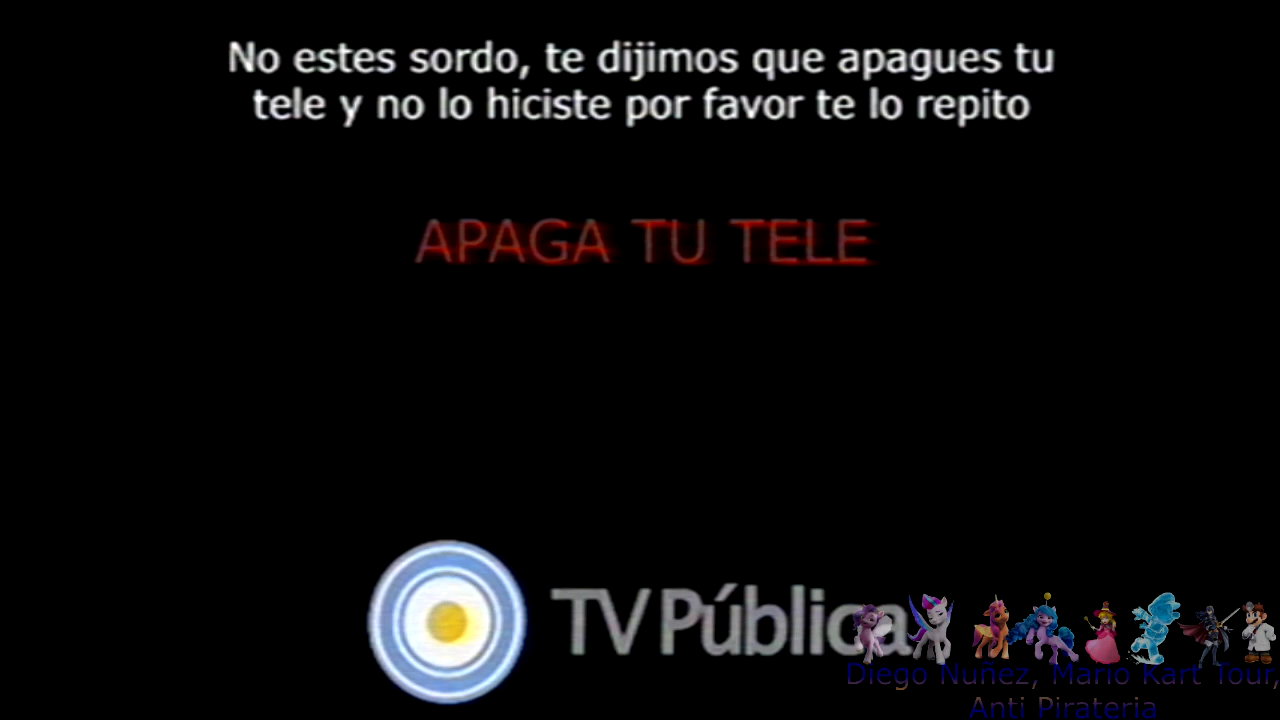 No estes sordo, te dijimos que apagues tu
tele y no lo hiciste por favor te lo repito
APAGA TU TELE
TV Pública
Diego Nuñez, Mario Kart Tour,
Anti Pirateria